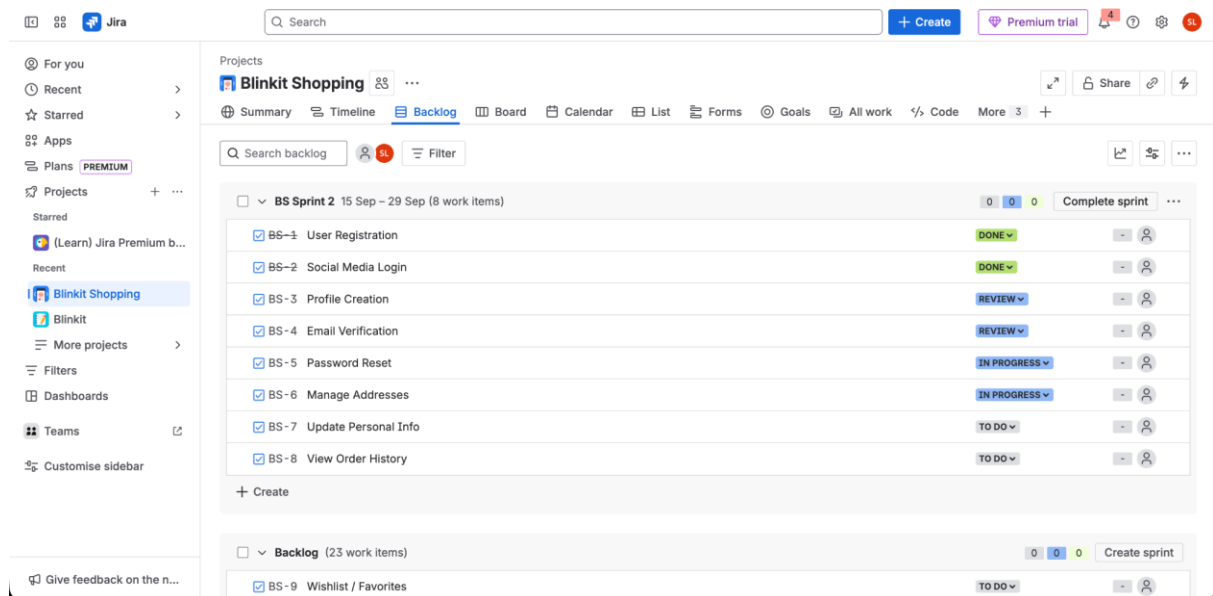 Jira
Search
+ Create
Premium trial
4
SL
For you
Recent
Starred
Apps
Plans PREMIUM
Projects
Starred
(Learn) Jira Premium b...
Recent
Blinkit Shopping
Blinkit
More projects
Filters
Dashboards
Teams
Customise sidebar
Give feedback on the n...
Projects
Blinkit Shopping
Share
Summary Timeline Backlog Board Calendar List Forms Goals All work Code More 3
Search backlog SL Filter
BS Sprint 2 15 Sep – 29 Sep (8 work items) 0 0 0 Complete sprint
BS-1 User Registration DONE -
BS-2 Social Media Login DONE -
BS-3 Profile Creation REVIEW -
BS-4 Email Verification REVIEW -
BS-5 Password Reset IN PROGRESS -
BS-6 Manage Addresses IN PROGRESS -
BS-7 Update Personal Info TO DO -
BS-8 View Order History TO DO -
+ Create
Backlog (23 work items) 0 0 0 Create sprint
BS-9 Wishlist / Favorites TO DO -